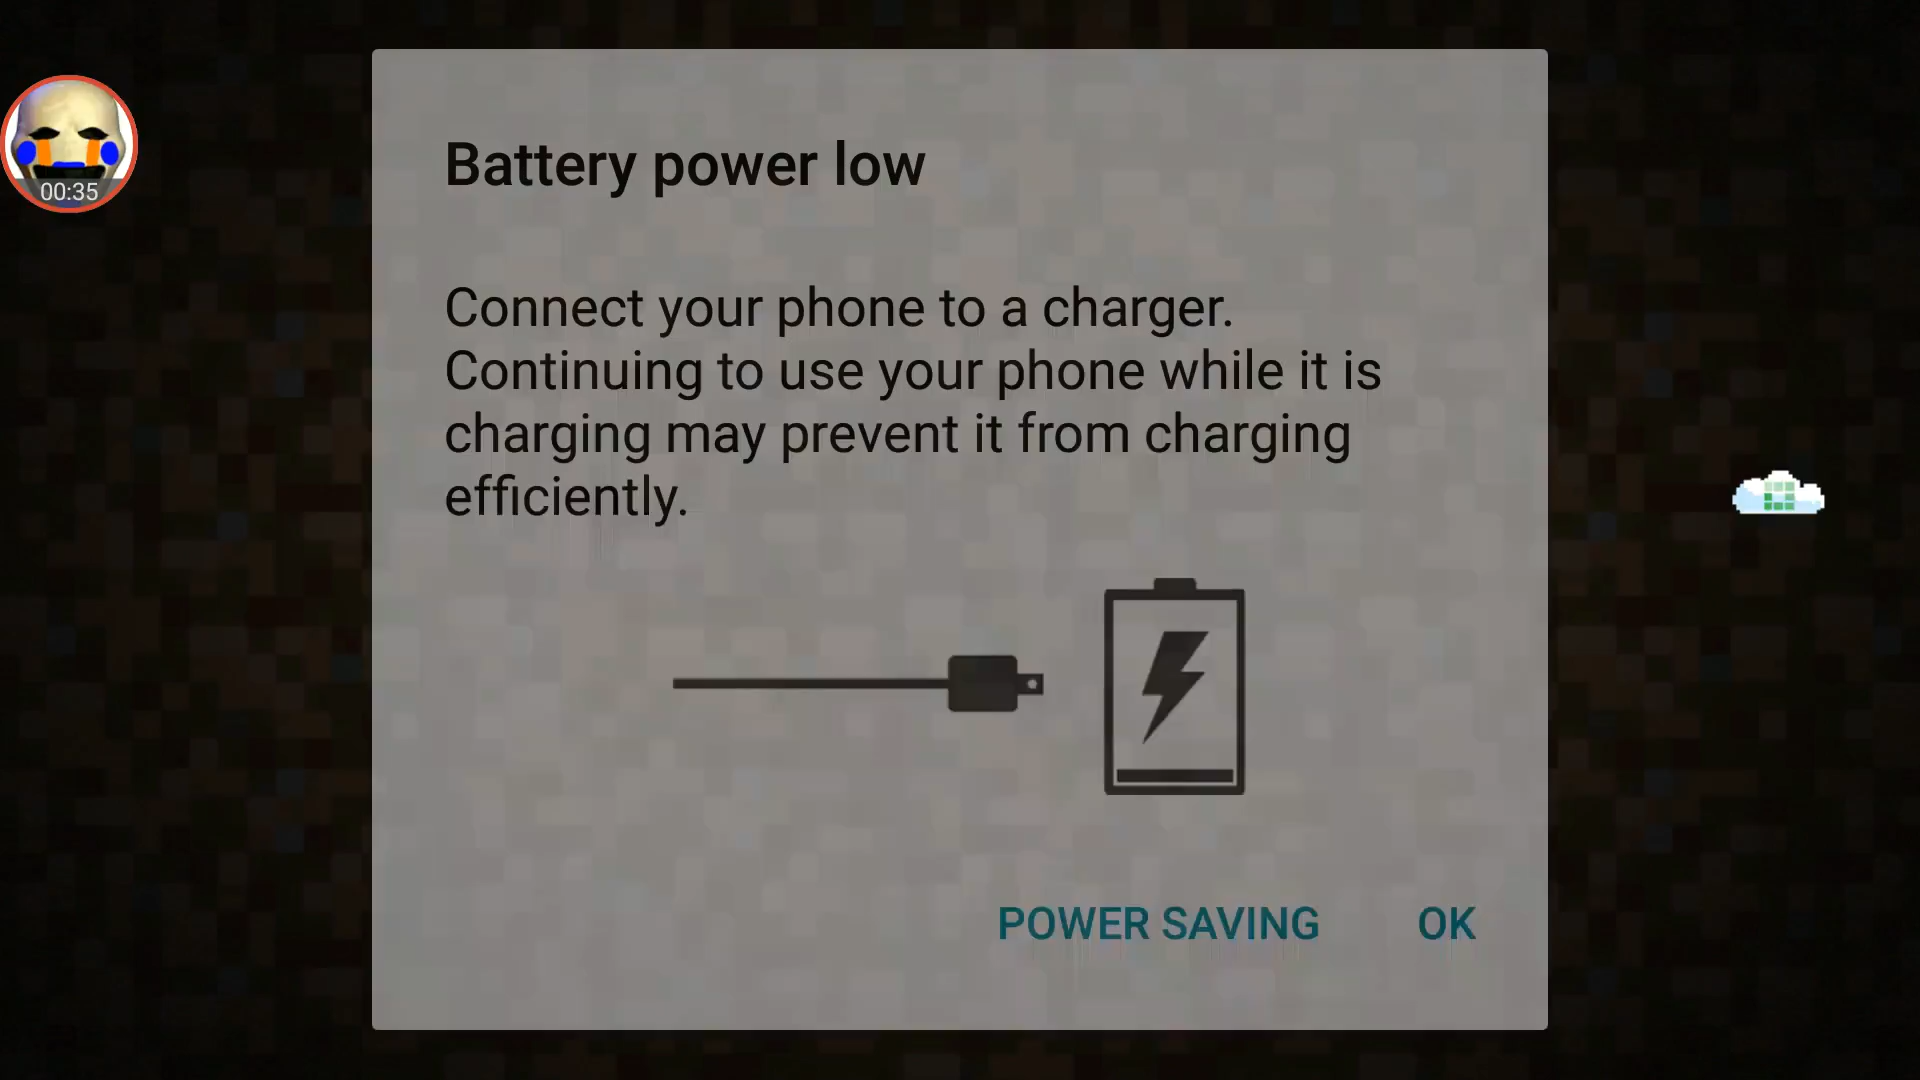 00:35
Battery power low
Connect your phone to a charger.
Continuing to use your phone while it is
charging may prevent it from charging
efficiently.
POWER SAVING OK